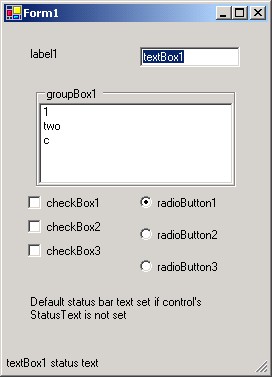 Form1
label1
textBox1
groupBox1
1
two
c
checkBox1
radioButton1
checkBox2
radioButton2
checkBox3
radioButton3
Default status bar text set if control's
StatusText is not set
textBox1 status text